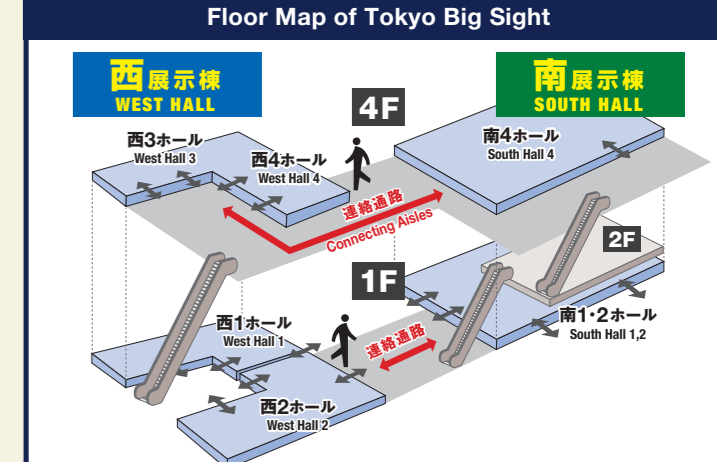 Floor Map of Tokyo Big Sight
西展示棟
WEST HALL
南展示棟
SOUTH HALL
4F
西3ホール
West Hall 3
西4ホール
West Hall 4
南4ホール
South Hall 4
連絡通路
Connecting Aisles
2F
1F
西1ホール
West Hall 1
連絡通路
南1・2ホール
South Hall 1,2
西2ホール
West Hall 2